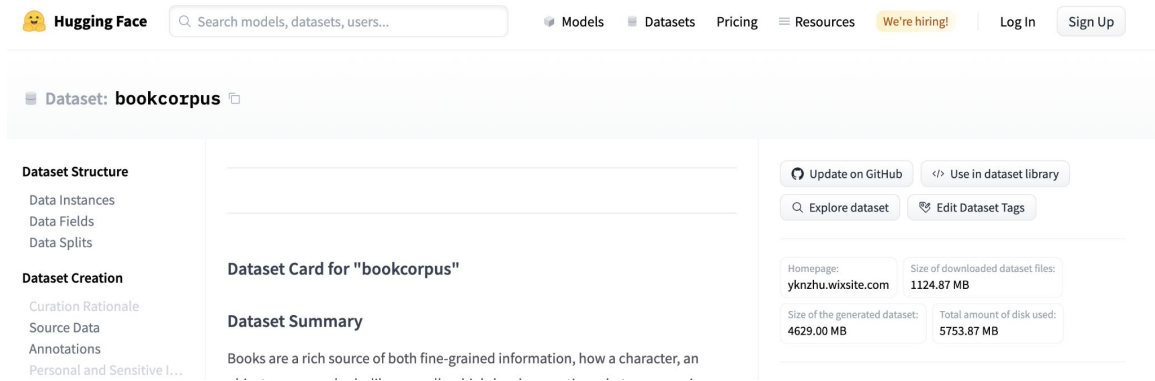 Hugging Face
Search models, datasets, users...
Models
Datasets
Pricing
Resources
We're hiring!
Log In
Sign Up
Dataset: bookcorpus
Dataset Structure
Data Instances
Data Fields
Data Splits
Dataset Creation
Curation Rationale
Source Data
Annotations
Personal and Sensitive I...
Dataset Card for "bookcorpus"
Dataset Summary
Books are a rich source of both fine-grained information, how a character, an
Update on GitHub
Use in dataset library
Explore dataset
Edit Dataset Tags
Homepage:
yknzhu.wixsite.com
Size of downloaded dataset files:
1124.87 MB
Size of the generated dataset:
4629.00 MB
Total amount of disk used:
5753.87 MB